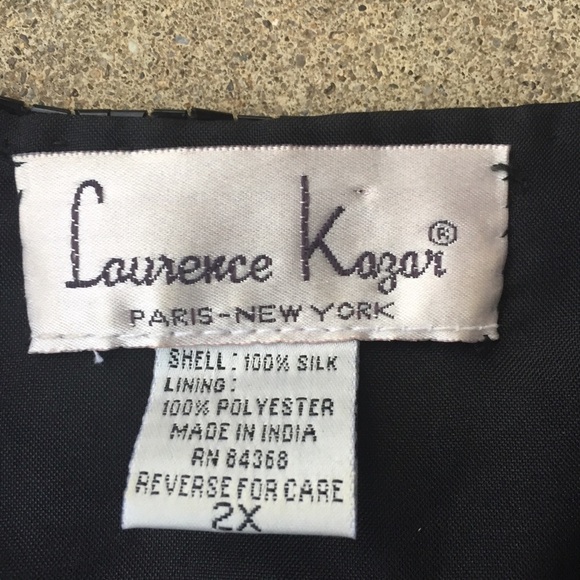 Laurence Kazar®
PARIS-NEW YORK
SHELL: 100% SILK
LINING:
100% POLYESTER
MADE IN INDIA
RN 84368
REVERSE FOR CARE
2X